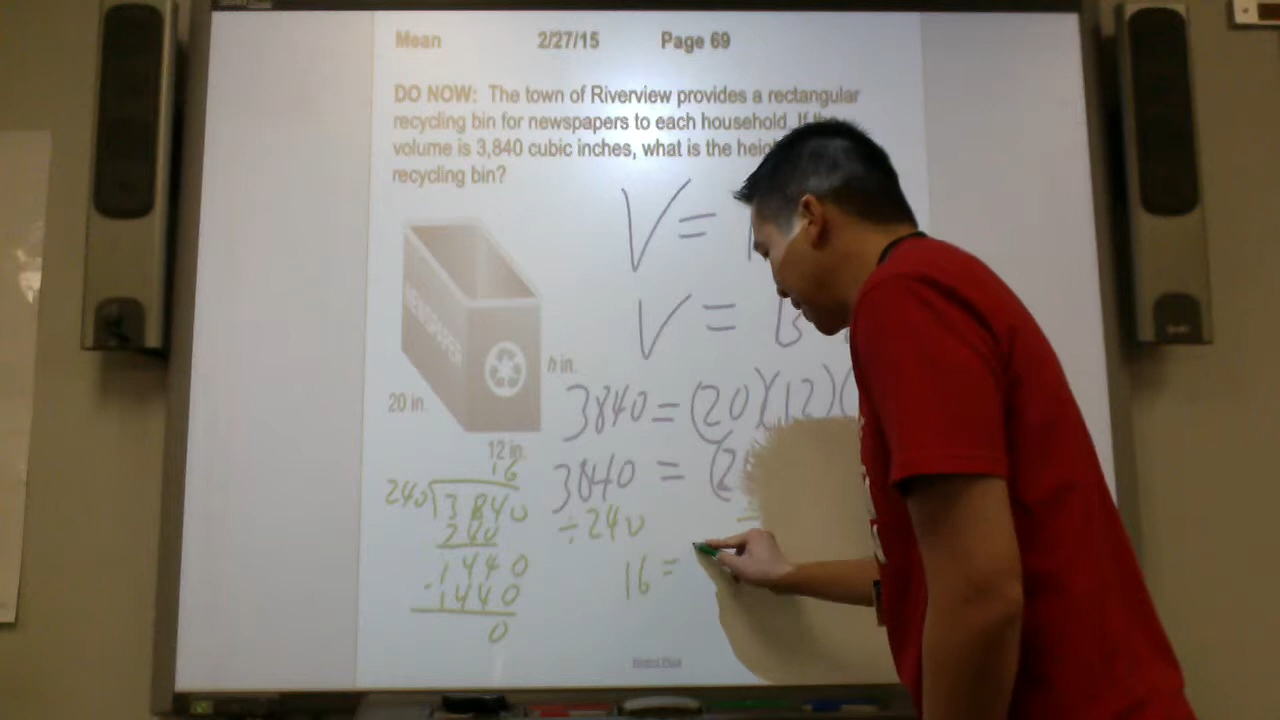 Mean 2/27/15 Page 69
DO NOW: The town of Riverview provides a rectangular
recycling bin for newspapers to each household. If the
volume is 3,840 cubic inches, what is the
recycling bin?
V =
NEWSPAPER
V = B
h in.
20 in.
3840 = (20)(12)(
12 in.
16
3840 = (2
240 3840
240
÷240
1440
16 =
-1440
0